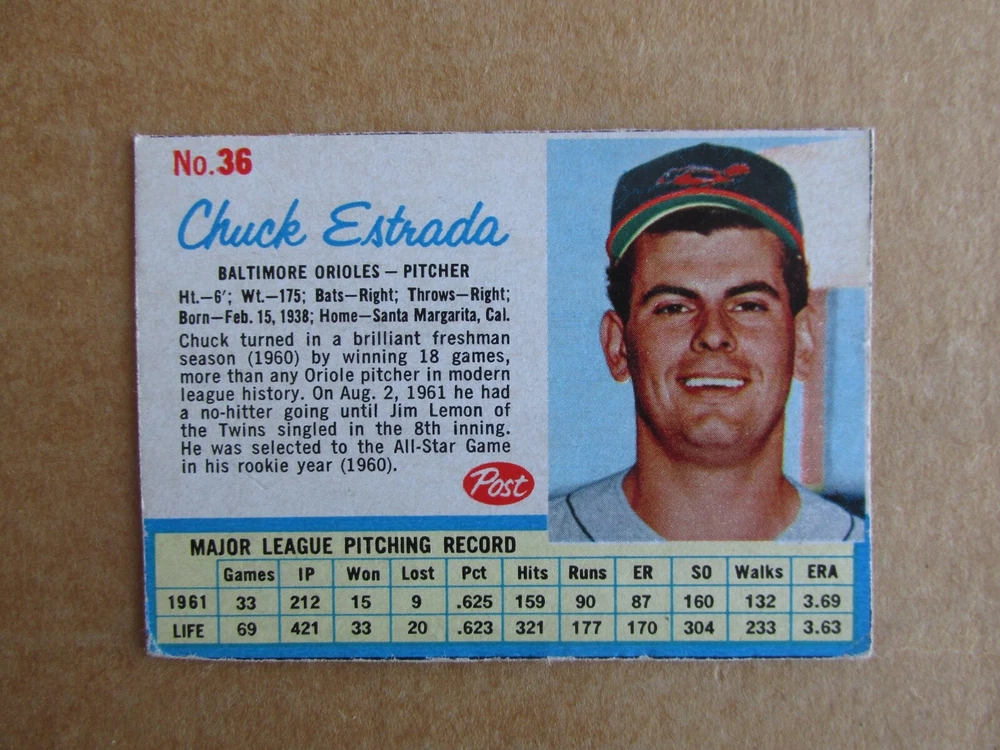 No.36
Chuck Estrada
BALTIMORE ORIOLES – PITCHER
Ht.–6'; Wt.–175; Bats–Right; Throws–Right;
Born–Feb. 15, 1938; Home–Santa Margarita, Cal.
Chuck turned in a brilliant freshman
season (1960) by winning 18 games,
more than any Oriole pitcher in modern
league history. On Aug. 2, 1961 he had
a no-hitter going until Jim Lemon of
the Twins singled in the 8th inning.
He was selected to the All-Star Game
in his rookie year (1960).
Post
MAJOR LEAGUE PITCHING RECORD
Games IP Won Lost Pct Hits Runs ER SO Walks ERA
1961 33 212 15 9 .625 159 90 87 160 132 3.69
LIFE 69 421 33 20 .623 321 177 170 304 233 3.63